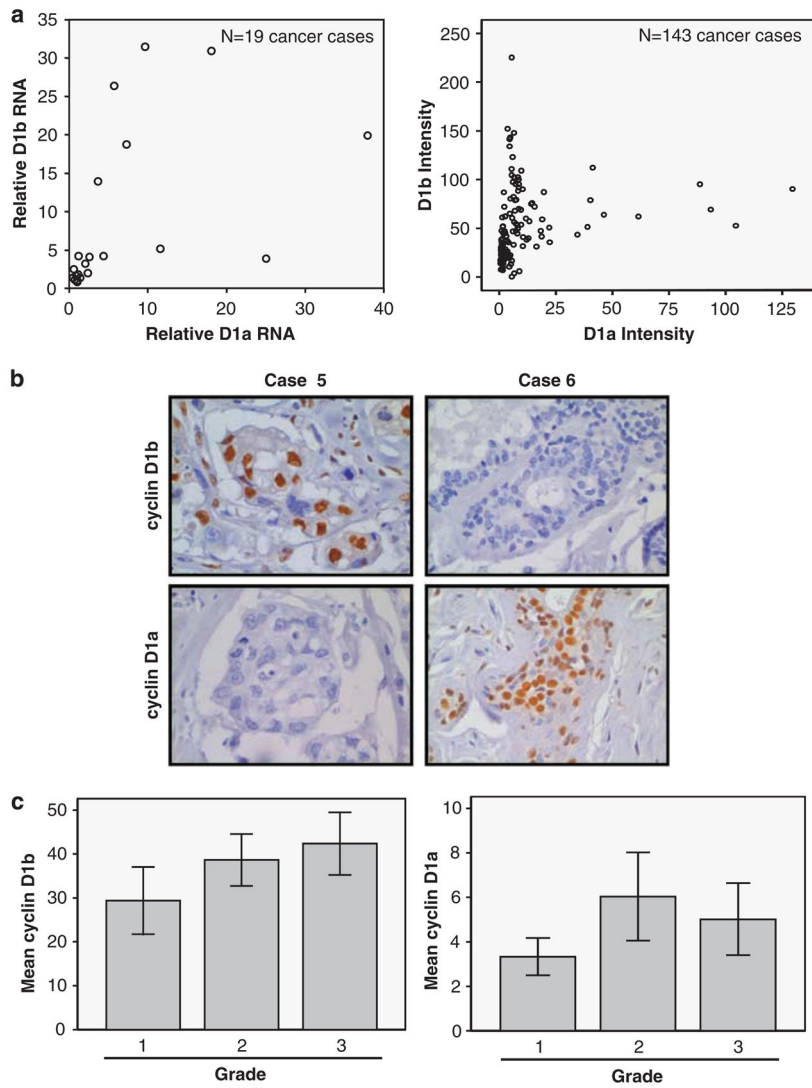 a
N=19 cancer cases
Relative D1b RNA
35
30
25
20
15
10
5
0
0 10 20 30 40
Relative D1a RNA
N=143 cancer cases
D1b Intensity
250
200
150
100
50
0
0 25 50 75 100 125
D1a Intensity
b
Case 5 Case 6
cyclin D1b
cyclin D1a
c
Mean cyclin D1b
50
40
30
20
10
0
1 2 3
Grade
Mean cyclin D1a
10
8
6
4
2
0
1 2 3
Grade